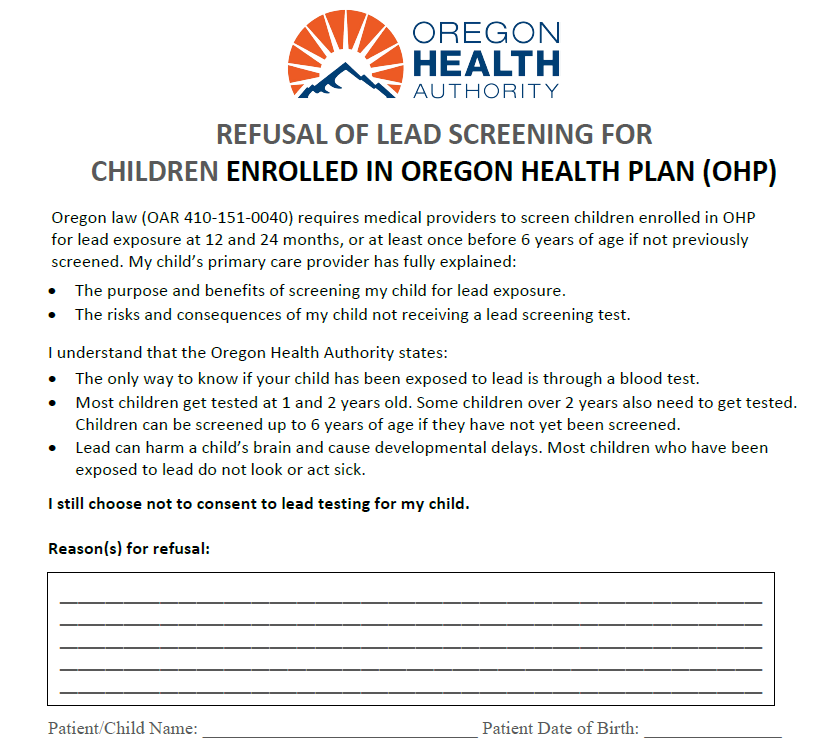 OREGON
HEALTH
AUTHORITY
REFUSAL OF LEAD SCREENING FOR
CHILDREN ENROLLED IN OREGON HEALTH PLAN (OHP)
Oregon law (OAR 410-151-0040) requires medical providers to screen children enrolled in OHP
for lead exposure at 12 and 24 months, or at least once before 6 years of age if not previously
screened. My child’s primary care provider has fully explained:
• The purpose and benefits of screening my child for lead exposure.
• The risks and consequences of my child not receiving a lead screening test.
I understand that the Oregon Health Authority states:
• The only way to know if your child has been exposed to lead is through a blood test.
• Most children get tested at 1 and 2 years old. Some children over 2 years also need to get tested.
Children can be screened up to 6 years of age if they have not yet been screened.
• Lead can harm a child’s brain and cause developmental delays. Most children who have been
exposed to lead do not look or act sick.
I still choose not to consent to lead testing for my child.
Reason(s) for refusal:
Patient/Child Name: ______________________________ Patient Date of Birth: _______________